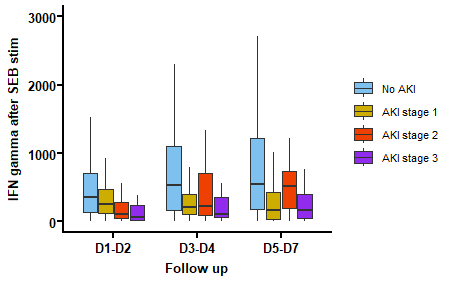 IFN gamma after SEB stim
3000
2000
1000
0
D1-D2 D3-D4 D5-D7
Follow up
No AKI
AKI stage 1
AKI stage 2
AKI stage 3